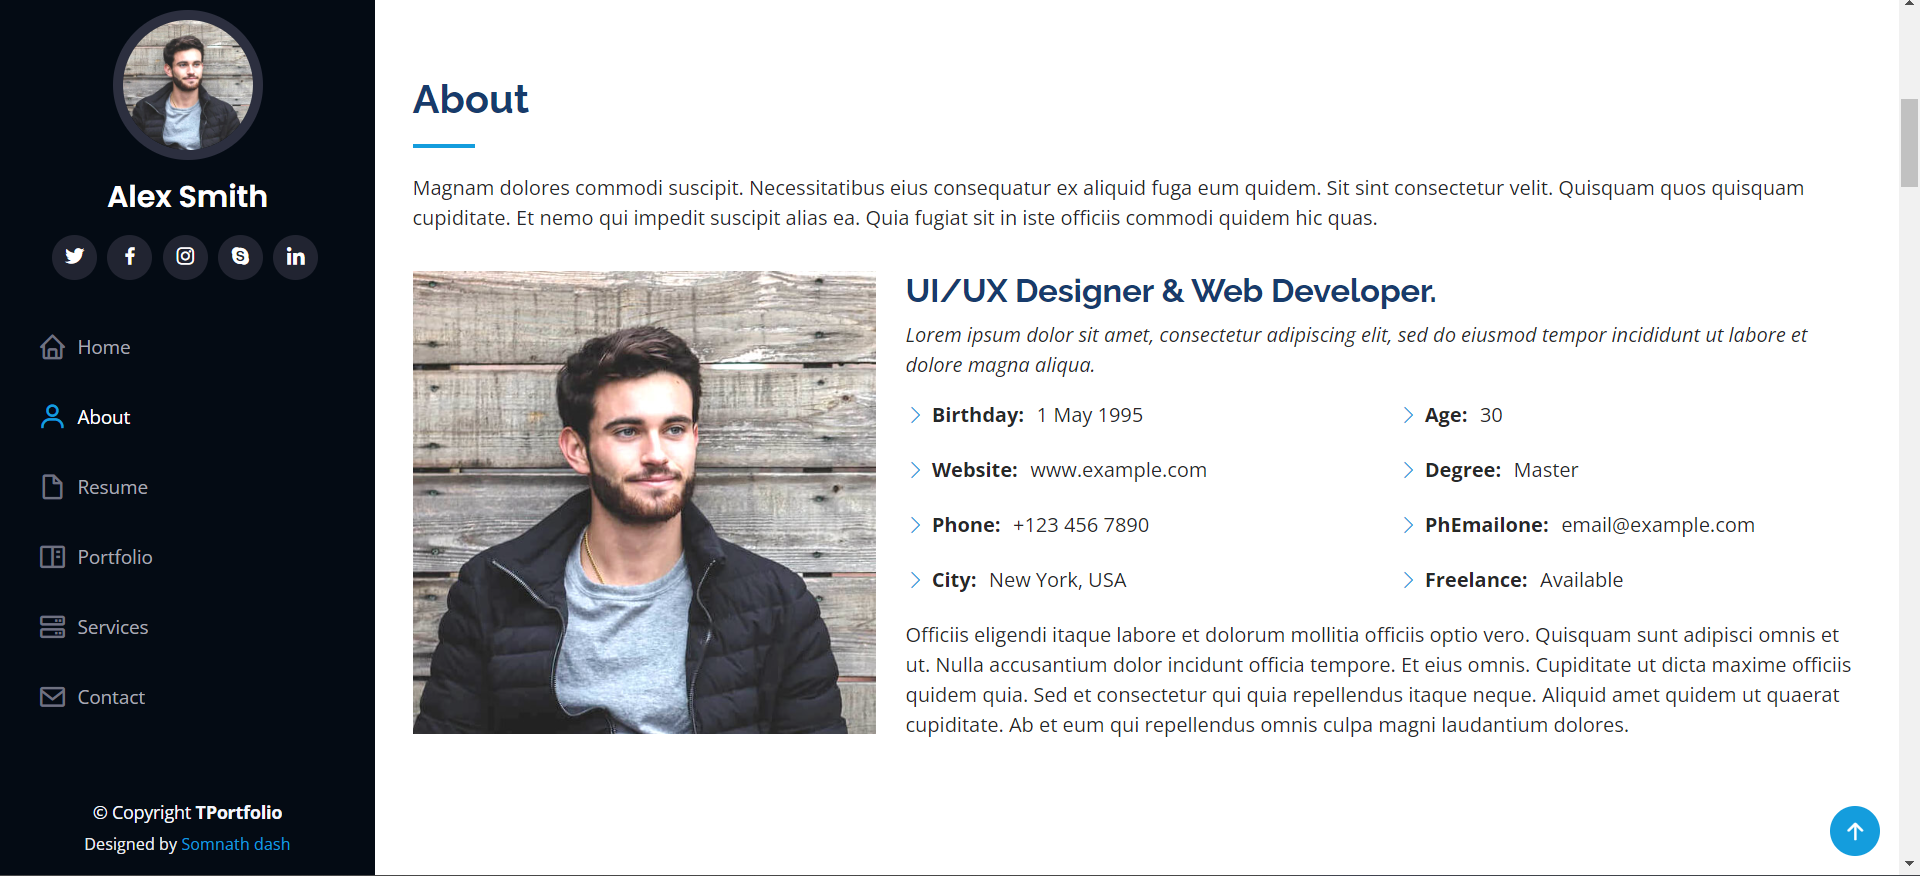 Alex Smith
Home
About
Resume
Portfolio
Services
Contact
© Copyright TPortfolio
Designed by Somnath dash
About
Magnam dolores commodi suscipit. Necessitatibus eius consequatur ex aliquid fuga eum quidem. Sit sint consectetur velit. Quisquam quos quisquam
cupiditate. Et nemo qui impedit suscipit alias ea. Quia fugiat sit in iste officiis commodi quidem hic quas.
UI/UX Designer & Web Developer.
Lorem ipsum dolor sit amet, consectetur adipiscing elit, sed do eiusmod tempor incididunt ut labore et
dolore magna aliqua.
Birthday: 1 May 1995
Website: www.example.com
Phone: +123 456 7890
City: New York, USA
Age: 30
Degree: Master
PhEmailone: email@example.com
Freelance: Available
Officiis eligendi itaque labore et dolorum mollitia officiis optio vero. Quisquam sunt adipisci omnis et
ut. Nulla accusantium dolor incidunt officia tempore. Et eius omnis. Cupiditate ut dicta maxime officiis
quidem quia. Sed et consectetur qui quia repellendus itaque neque. Aliquid amet quidem ut quaerat
cupiditate. Ab et eum qui repellendus omnis culpa magni laudantium dolores.